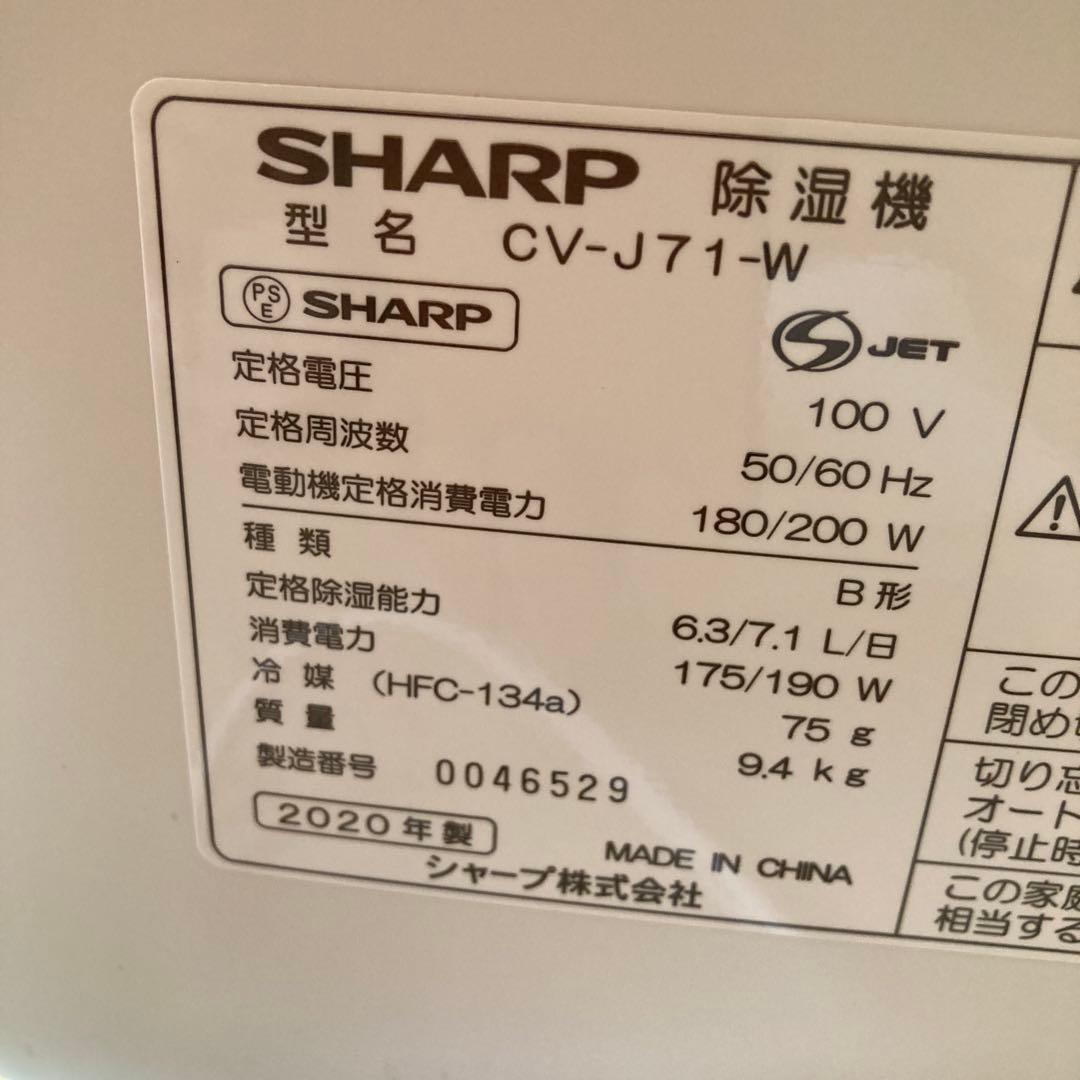 SHARP 除湿機
型名 CV-J71-W
PSE SHARP
S JET
定格電圧 100 V
定格周波数 50/60 Hz
電動機定格消費電力 180/200 W
種類 B形
定格除湿能力 6.3/7.1 L/日
消費電力 175/190 W
冷媒 (HFC-134a) 75 g
質量 9.4 kg
製造番号 0046529
2020年製 MADE IN CHINA
シャープ株式会社
この
閉め
切り忘
オート
(停止時
この家庭
相当する